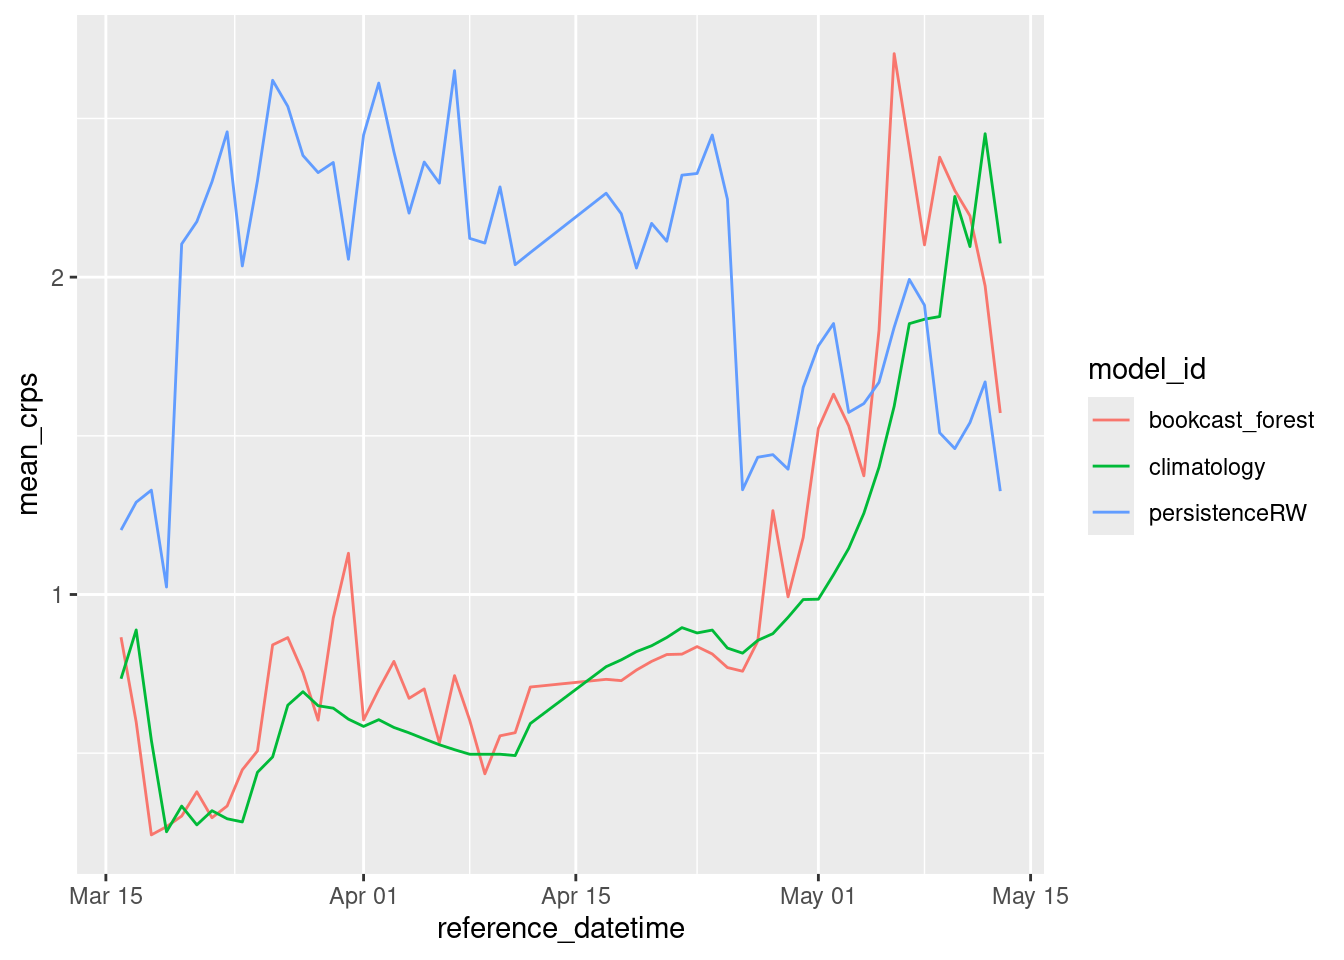 mean_crps
2
1
Mar 15
Apr 01
Apr 15
May 01
May 15
reference_datetime
model_id
bookcast_forest
climatology
persistenceRW